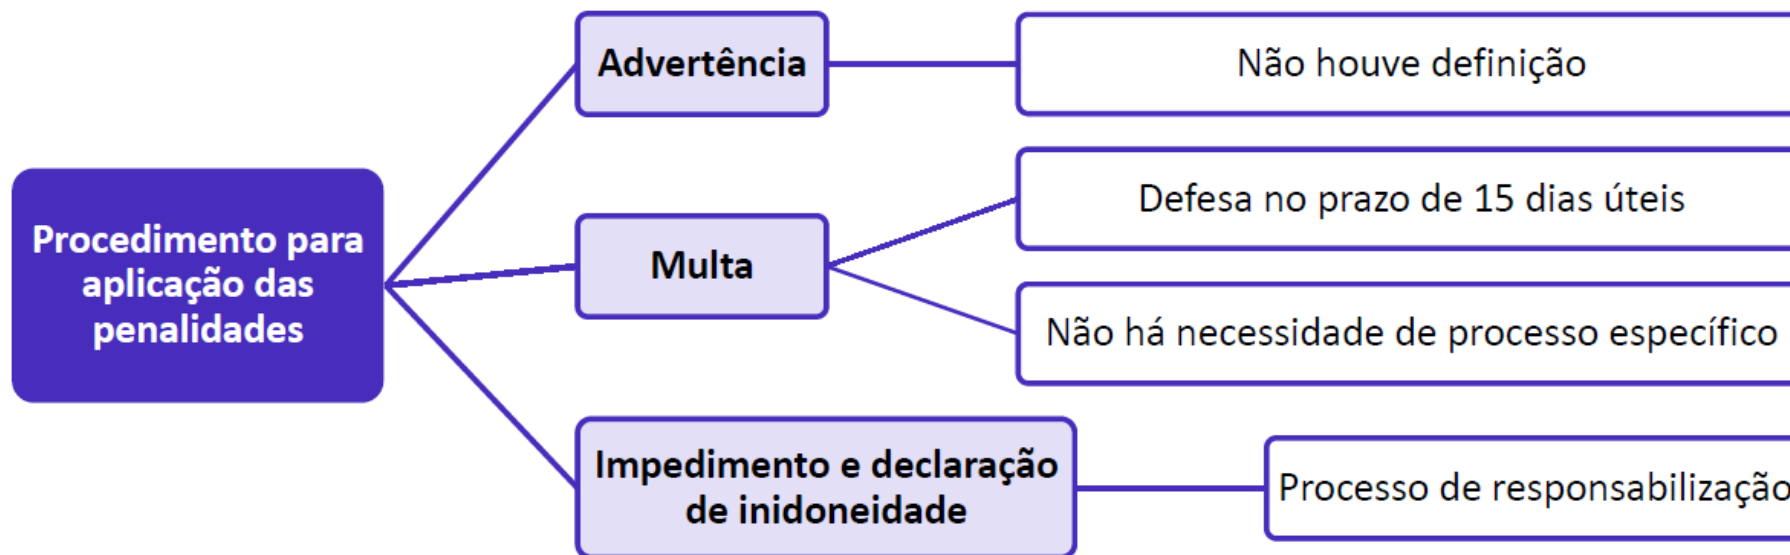 Procedimento para
aplicação das
penalidades
Advertência
Não houve definição
Multa
Defesa no prazo de 15 dias úteis
Não há necessidade de processo específico
Impedimento e declaração
de inidoneidade
Processo de responsabilização